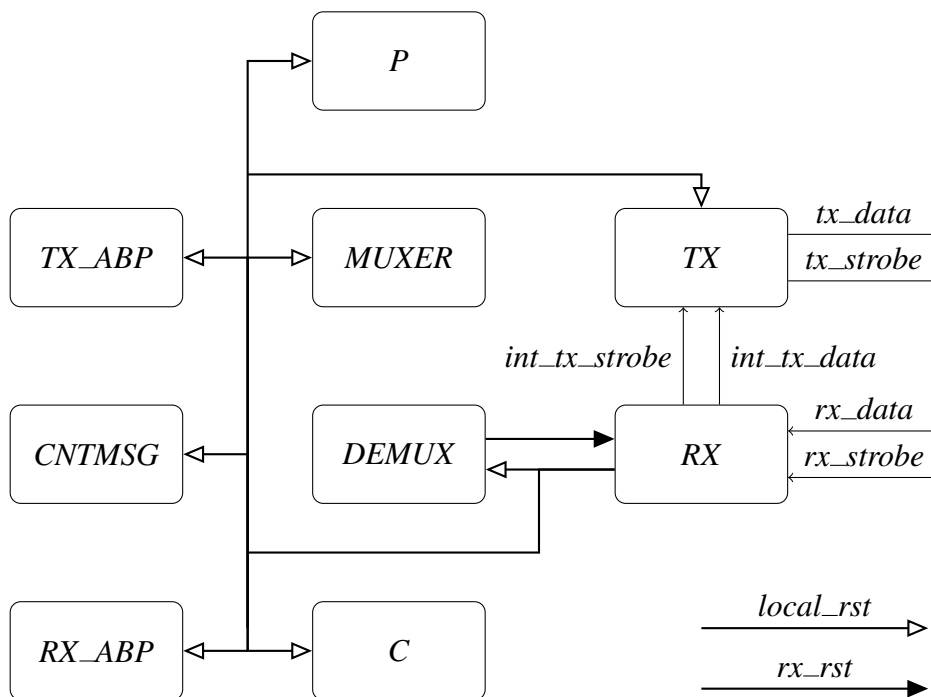 P
TX_ABP
MUXER
TX
tx_data
tx_strobe
int_tx_strobe
int_tx_data
CNTMSG
DEMUX
RX
rx_data
rx_strobe
RX_ABP
C
local_rst
rx_rst